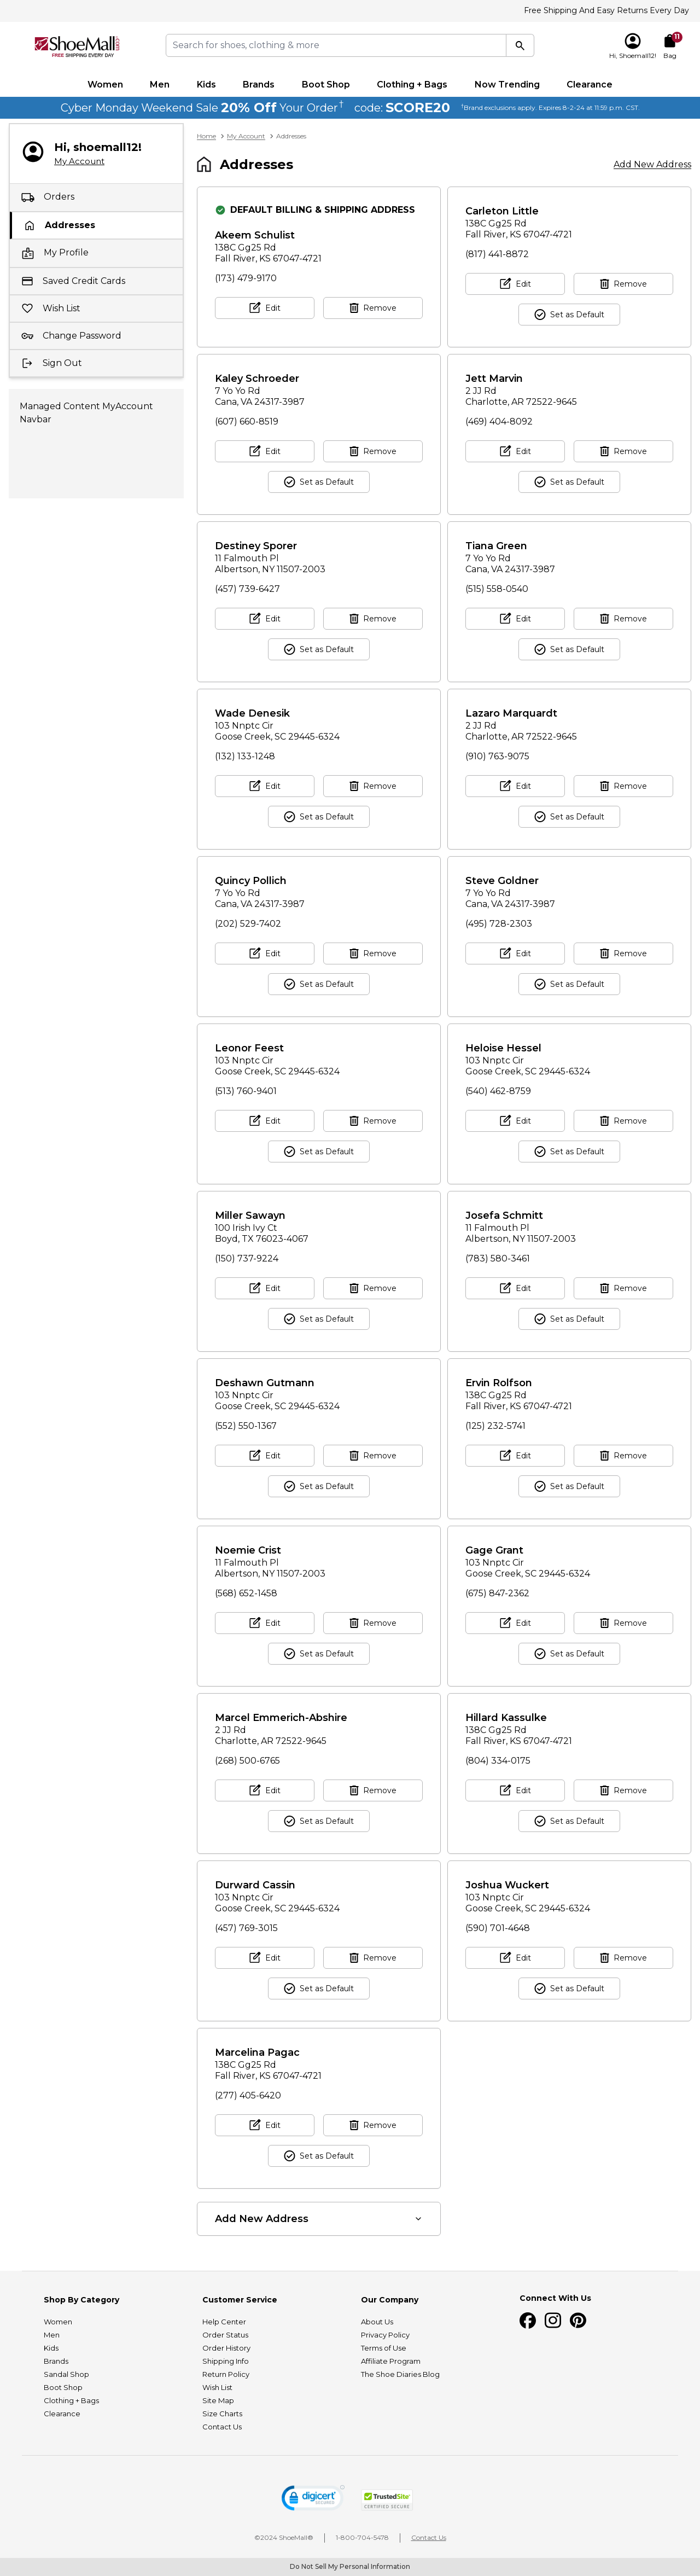 Free Shipping And Easy Returns Every Day
ShoeMall.com
FREE SHIPPING EVERY DAY
Search for shoes, clothing & more
Hi, Shoemall12!
11
Bag
Women Men Kids Brands Boot Shop Clothing + Bags Now Trending Clearance
Cyber Monday Weekend Sale 20% Off Your Order† code: SCORE20 †Brand exclusions apply. Expires 8-2-24 at 11:59 p.m. CST.
Hi, shoemall12!
My Account
Orders
Addresses
My Profile
Saved Credit Cards
Wish List
Change Password
Sign Out
Managed Content MyAccount
Navbar
Home > My Account > Addresses
Addresses
Add New Address
DEFAULT BILLING & SHIPPING ADDRESS
Akeem Schulist
138C Gg25 Rd
Fall River, KS 67047-4721
(173) 479-9170
Edit Remove
Carleton Little
138C Gg25 Rd
Fall River, KS 67047-4721
(817) 441-8872
Edit Remove
Set as Default
Kaley Schroeder
7 Yo Yo Rd
Cana, VA 24317-3987
(607) 660-8519
Edit Remove
Set as Default
Jett Marvin
2 JJ Rd
Charlotte, AR 72522-9645
(469) 404-8092
Edit Remove
Set as Default
Destiney Sporer
11 Falmouth Pl
Albertson, NY 11507-2003
(457) 739-6427
Edit Remove
Set as Default
Tiana Green
7 Yo Yo Rd
Cana, VA 24317-3987
(515) 558-0540
Edit Remove
Set as Default
Wade Denesik
103 Nnptc Cir
Goose Creek, SC 29445-6324
(132) 133-1248
Edit Remove
Set as Default
Lazaro Marquardt
2 JJ Rd
Charlotte, AR 72522-9645
(910) 763-9075
Edit Remove
Set as Default
Quincy Pollich
7 Yo Yo Rd
Cana, VA 24317-3987
(202) 529-7402
Edit Remove
Set as Default
Steve Goldner
7 Yo Yo Rd
Cana, VA 24317-3987
(495) 728-2303
Edit Remove
Set as Default
Leonor Feest
103 Nnptc Cir
Goose Creek, SC 29445-6324
(513) 760-9401
Edit Remove
Set as Default
Heloise Hessel
103 Nnptc Cir
Goose Creek, SC 29445-6324
(540) 462-8759
Edit Remove
Set as Default
Miller Sawayn
100 Irish Ivy Ct
Boyd, TX 76023-4067
(150) 737-9224
Edit Remove
Set as Default
Josefa Schmitt
11 Falmouth Pl
Albertson, NY 11507-2003
(783) 580-3461
Edit Remove
Set as Default
Deshawn Gutmann
103 Nnptc Cir
Goose Creek, SC 29445-6324
(552) 550-1367
Edit Remove
Set as Default
Ervin Rolfson
138C Gg25 Rd
Fall River, KS 67047-4721
(125) 232-5741
Edit Remove
Set as Default
Noemie Crist
11 Falmouth Pl
Albertson, NY 11507-2003
(568) 652-1458
Edit Remove
Set as Default
Gage Grant
103 Nnptc Cir
Goose Creek, SC 29445-6324
(675) 847-2362
Edit Remove
Set as Default
Marcel Emmerich-Abshire
2 JJ Rd
Charlotte, AR 72522-9645
(268) 500-6765
Edit Remove
Set as Default
Hillard Kassulke
138C Gg25 Rd
Fall River, KS 67047-4721
(804) 334-0175
Edit Remove
Set as Default
Durward Cassin
103 Nnptc Cir
Goose Creek, SC 29445-6324
(457) 769-3015
Edit Remove
Set as Default
Joshua Wuckert
103 Nnptc Cir
Goose Creek, SC 29445-6324
(590) 701-4648
Edit Remove
Set as Default
Marcelina Pagac
138C Gg25 Rd
Fall River, KS 67047-4721
(277) 405-6420
Edit Remove
Set as Default
Add New Address
Shop By Category
Women
Men
Kids
Brands
Sandal Shop
Boot Shop
Clothing + Bags
Clearance
Customer Service
Help Center
Order Status
Order History
Shipping Info
Return Policy
Wish List
Site Map
Size Charts
Contact Us
Our Company
About Us
Privacy Policy
Terms of Use
Affiliate Program
The Shoe Diaries Blog
Connect With Us
digicert
SECURED
TrustedSite
CERTIFIED SECURE
©2024 ShoeMall® | 1-800-704-5478 | Contact Us
Do Not Sell My Personal Information